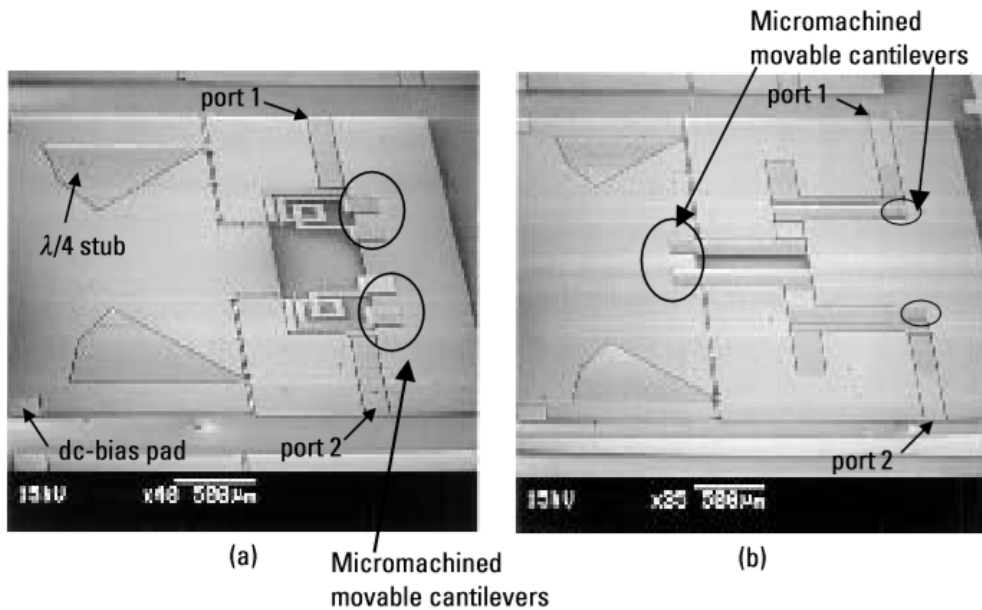 Micromachined
movable cantilevers
port 1
λ/4 stub
dc-bias pad
port 2
15kV x40 500µm
(a)
Micromachined
movable cantilevers
port 1
port 2
15kV x35 500µm
(b)